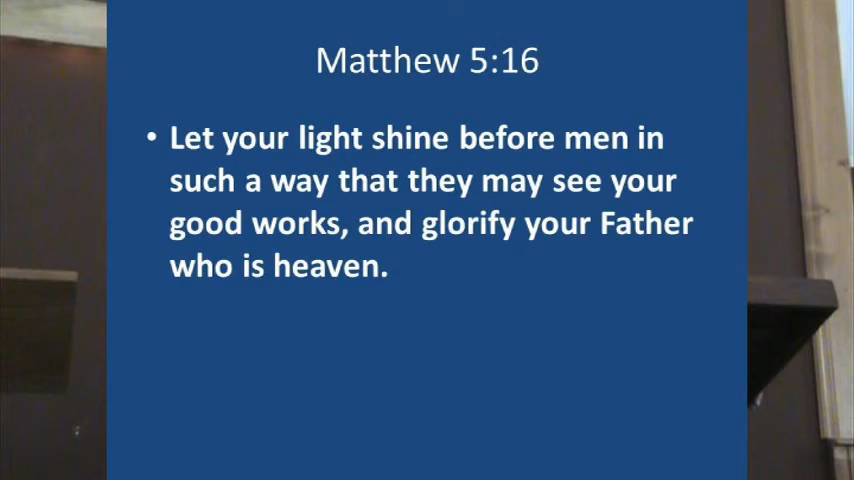 Matthew 5:16
• Let your light shine before men in
such a way that they may see your
good works, and glorify your Father
who is heaven.